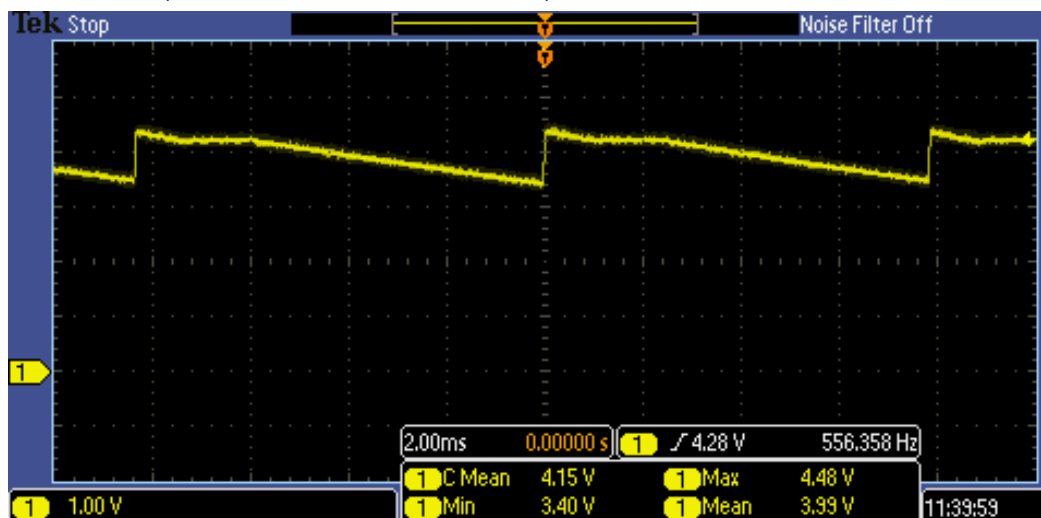 Tek Stop Noise Filter Off
T
T
1
2.00ms 0.00000 s 1 4.28 V 556.358 Hz
1 C Mean 4.15 V 1 Max 4.48 V
1 1.00 V 1 Min 3.40 V 1 Mean 3.99 V 11:39:59